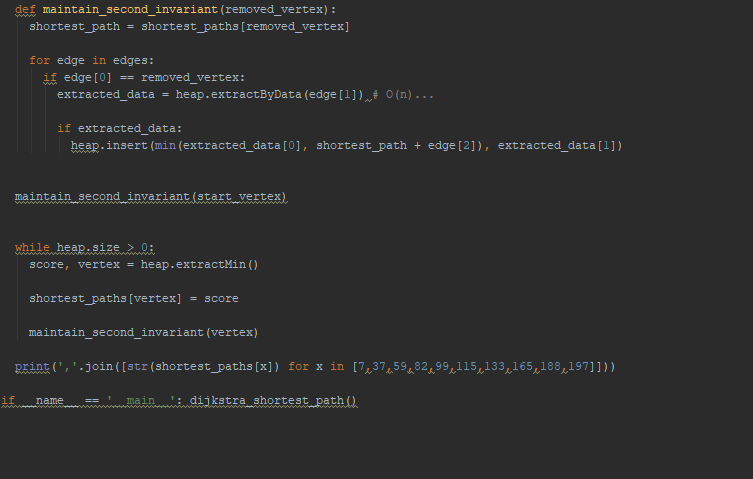 def maintain_second_invariant(removed_vertex):
shortest_path = shortest_paths[removed_vertex]
for edge in edges:
if edge[0] == removed_vertex:
extracted_data = heap.extractByData(edge[1]) # O(n)...
if extracted_data:
heap.insert(min(extracted_data[0], shortest_path + edge[2]), extracted_data[1])
maintain_second_invariant(start_vertex)
while heap.size > 0:
score, vertex = heap.extractMin()
shortest_paths[vertex] = score
maintain_second_invariant(vertex)
print(','.join([str(shortest_paths[x]) for x in [7,37,59,82,99,115,133,165,188,197]]))
if __name__ == '__main__': dijkstra_shortest_path()